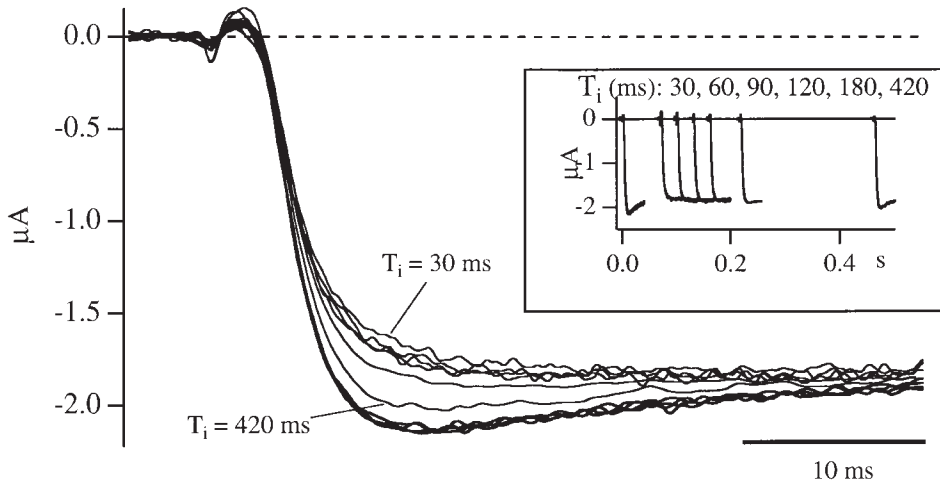 0.0
-0.5
-1.0
-1.5
-2.0
μA
T_i = 30 ms
T_i = 420 ms
10 ms
T_i (ms): 30, 60, 90, 120, 180, 420
0
-1
-2
μA
0.0 0.2 0.4 s